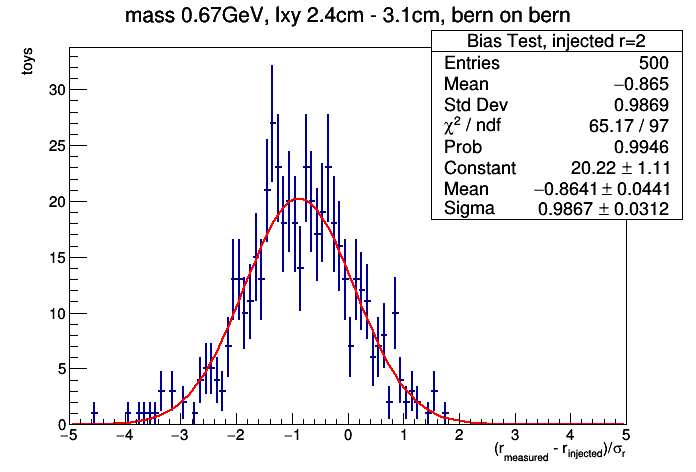 mass 0.67GeV, lxy 2.4cm - 3.1cm, bern on bern
toys
Bias Test, injected r=2
Entries 500
Mean −0.865
Std Dev 0.9869
χ² / ndf 65.17 / 97
Prob 0.9946
Constant 20.22 ± 1.11
Mean −0.8641 ± 0.0441
Sigma 0.9867 ± 0.0312
30
25
20
15
10
5
0
−5 −4 −3 −2 −1 0 1 2 3 4 5
(r_measured - r_injected)/σ_r